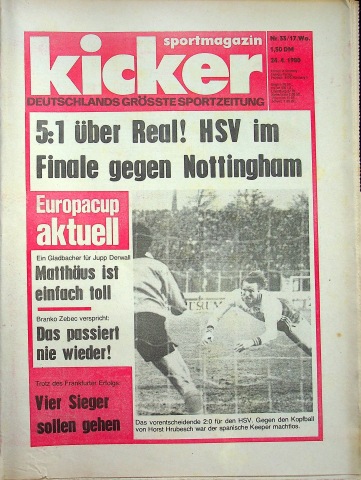 sportmagazin
kicker
DEUTSCHLANDS GRÖSSTE SPORTZEITUNG
Nr. 35/17. Wo.
1,50 DM
24. 4. 1980
5:1 über Real! HSV im
Finale gegen Nottingham
Europacup
aktuell
Ein Gladbacher für Jupp Derwall
Matthäus ist
einfach toll
Branko Zebec verspricht:
Das passiert
nie wieder!
Trotz des Frankfurter Erfolgs:
Vier Sieger
sollen gehen
Das vorentscheidende 2:0 für den HSV. Gegen den Kopfball
von Horst Hrubesch war der spanische Keeper machtlos.